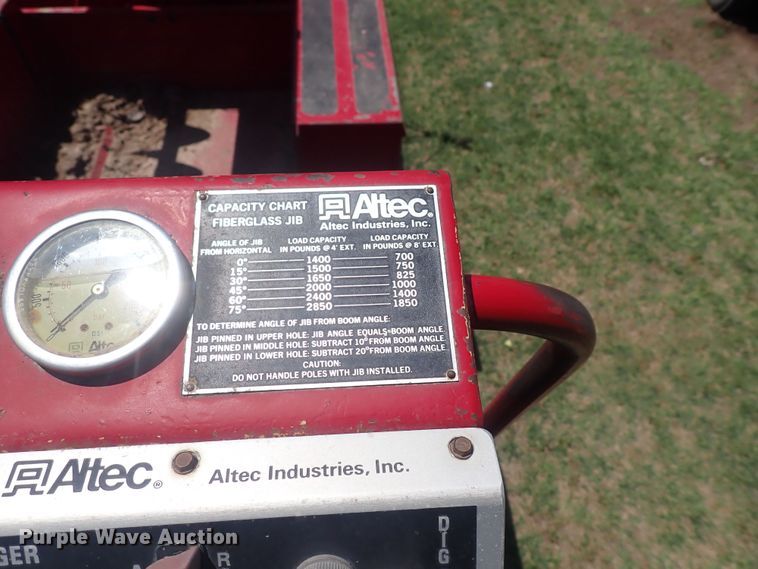 CAPACITY CHART
FIBERGLASS JIB
Altec®
Altec Industries, Inc.
ANGLE OF JIB FROM HORIZONTAL LOAD CAPACITY IN POUNDS @ 4' EXT. LOAD CAPACITY IN POUNDS @ 8' EXT.
0° 1400 700
15° 1500 750
30° 1650 825
45° 2000 1000
60° 2400 1400
75° 2850 1850
TO DETERMINE ANGLE OF JIB FROM BOOM ANGLE:
JIB PINNED IN UPPER HOLE: JIB ANGLE EQUALS BOOM ANGLE.
JIB PINNED IN MIDDLE HOLE: SUBTRACT 10° FROM BOOM ANGLE.
JIB PINNED IN LOWER HOLE: SUBTRACT 20° FROM BOOM ANGLE.
CAUTION:
DO NOT HANDLE POLES WITH JIB INSTALLED.
500
PSI
Altec
Altec® Altec Industries, Inc.
DIG
R
Purple Wave Auction